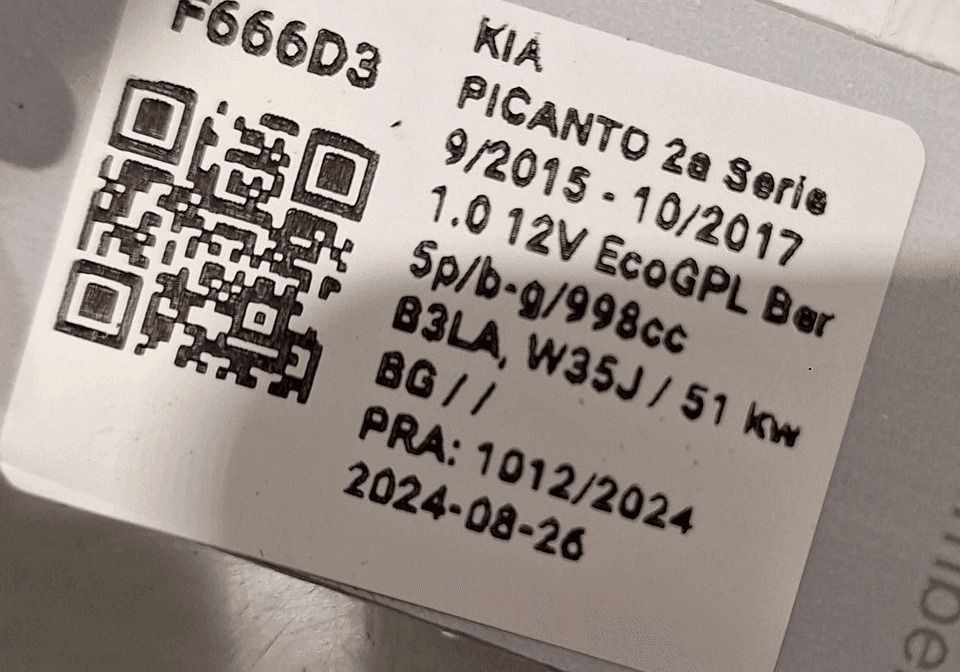 F666D3
KIA
PICANTO 2a Serie
9/2015 - 10/2017
1.0 12V EcoGPL Ber
5p/b-g/998cc
B3LA, W35J / 51 kw
BG / /
PRA: 1012/2024
2024-08-26